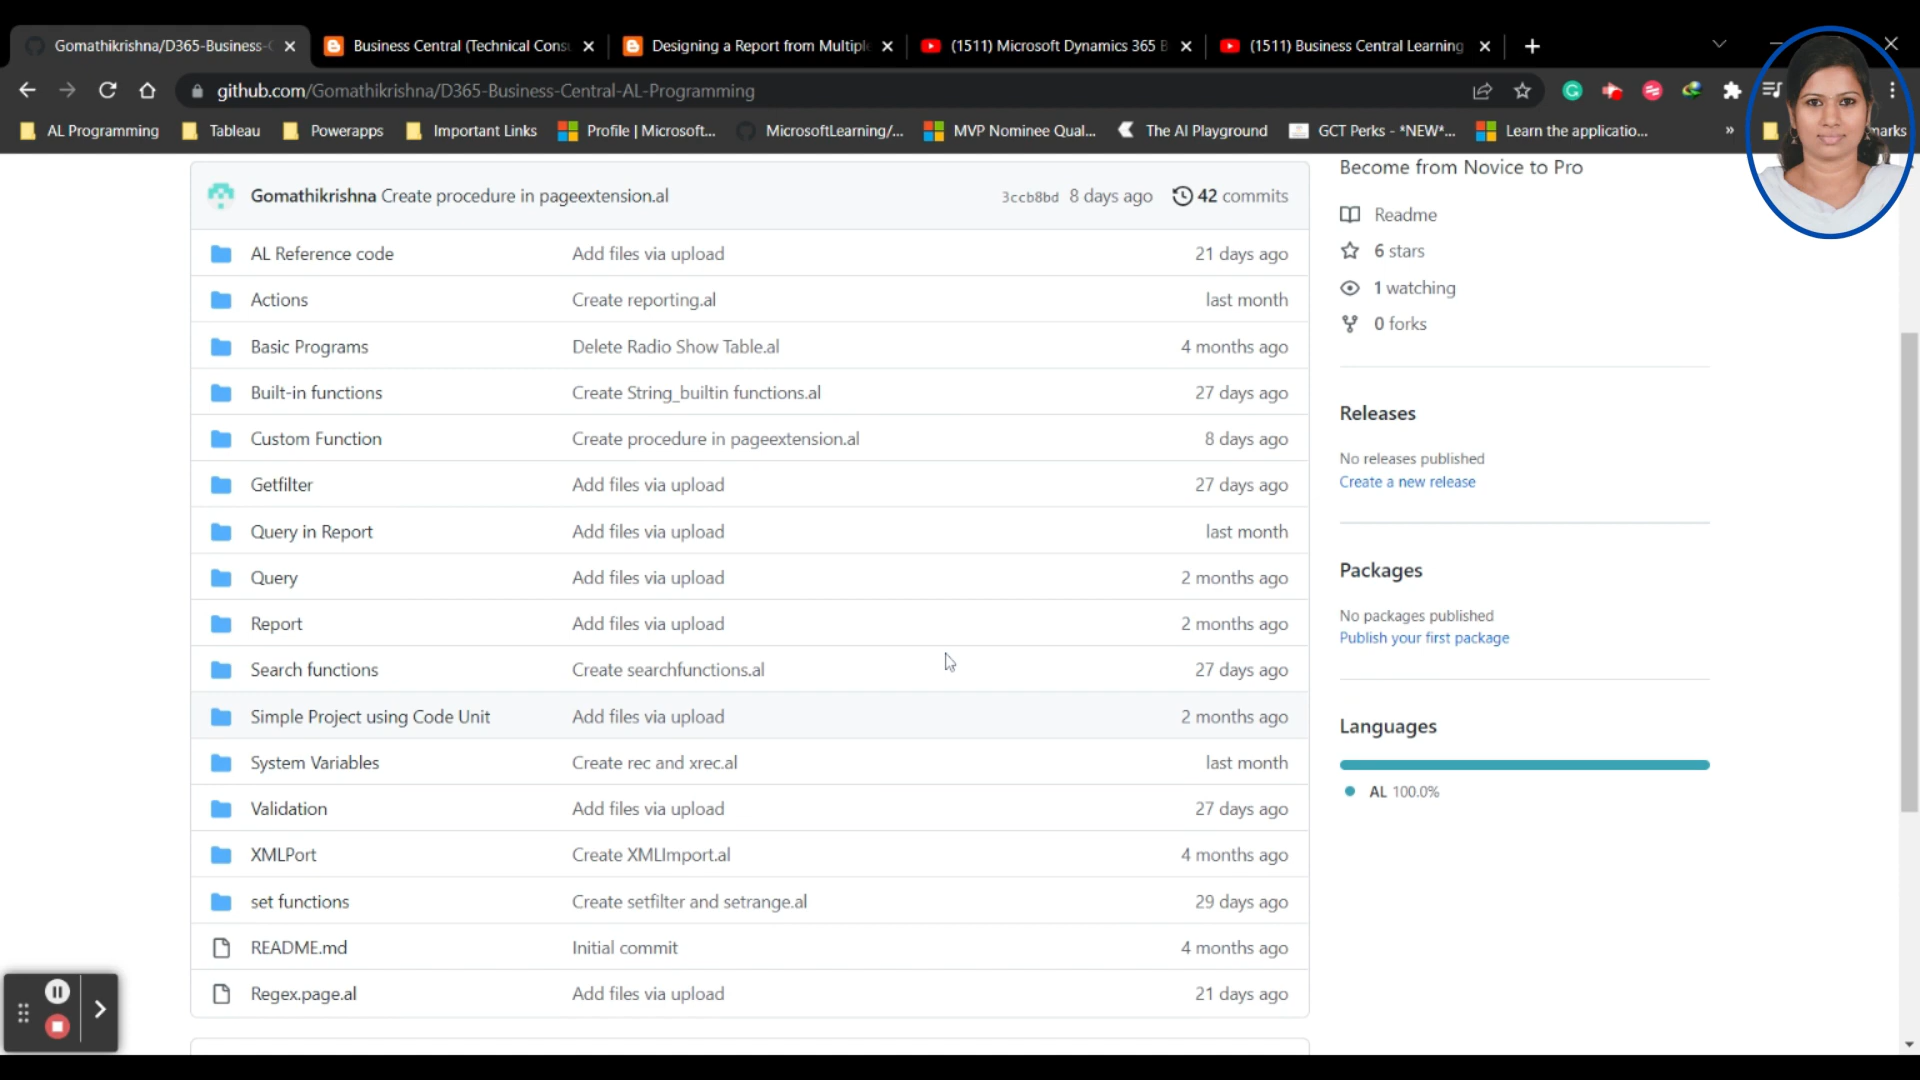 Gomathikrishna/D365-Business-C
Business Central (Technical Consu
Designing a Report from Multiple
(1511) Microsoft Dynamics 365 B
(1511) Business Central Learning
github.com/Gomathikrishna/D365-Business-Central-AL-Programming
AL Programming
Tableau
Powerapps
Important Links
Profile | Microsoft...
MicrosoftLearning/...
MVP Nominee Qual...
The AI Playground
GCT Perks - *NEW*...
Learn the applicatio...
»
marks
Gomathikrishna Create procedure in pageextension.al 3ccb8bd 8 days ago 42 commits
AL Reference code Add files via upload 21 days ago
Actions Create reporting.al last month
Basic Programs Delete Radio Show Table.al 4 months ago
Built-in functions Create String_builtin functions.al 27 days ago
Custom Function Create procedure in pageextension.al 8 days ago
Getfilter Add files via upload 27 days ago
Query in Report Add files via upload last month
Query Add files via upload 2 months ago
Report Add files via upload 2 months ago
Search functions Create searchfunctions.al 27 days ago
Simple Project using Code Unit Add files via upload 2 months ago
System Variables Create rec and xrec.al last month
Validation Add files via upload 27 days ago
XMLPort Create XMLImport.al 4 months ago
set functions Create setfilter and setrange.al 29 days ago
README.md Initial commit 4 months ago
Regex.page.al Add files via upload 21 days ago
Become from Novice to Pro
Readme
6 stars
1 watching
0 forks
Releases
No releases published
Create a new release
Packages
No packages published
Publish your first package
Languages
AL 100.0%